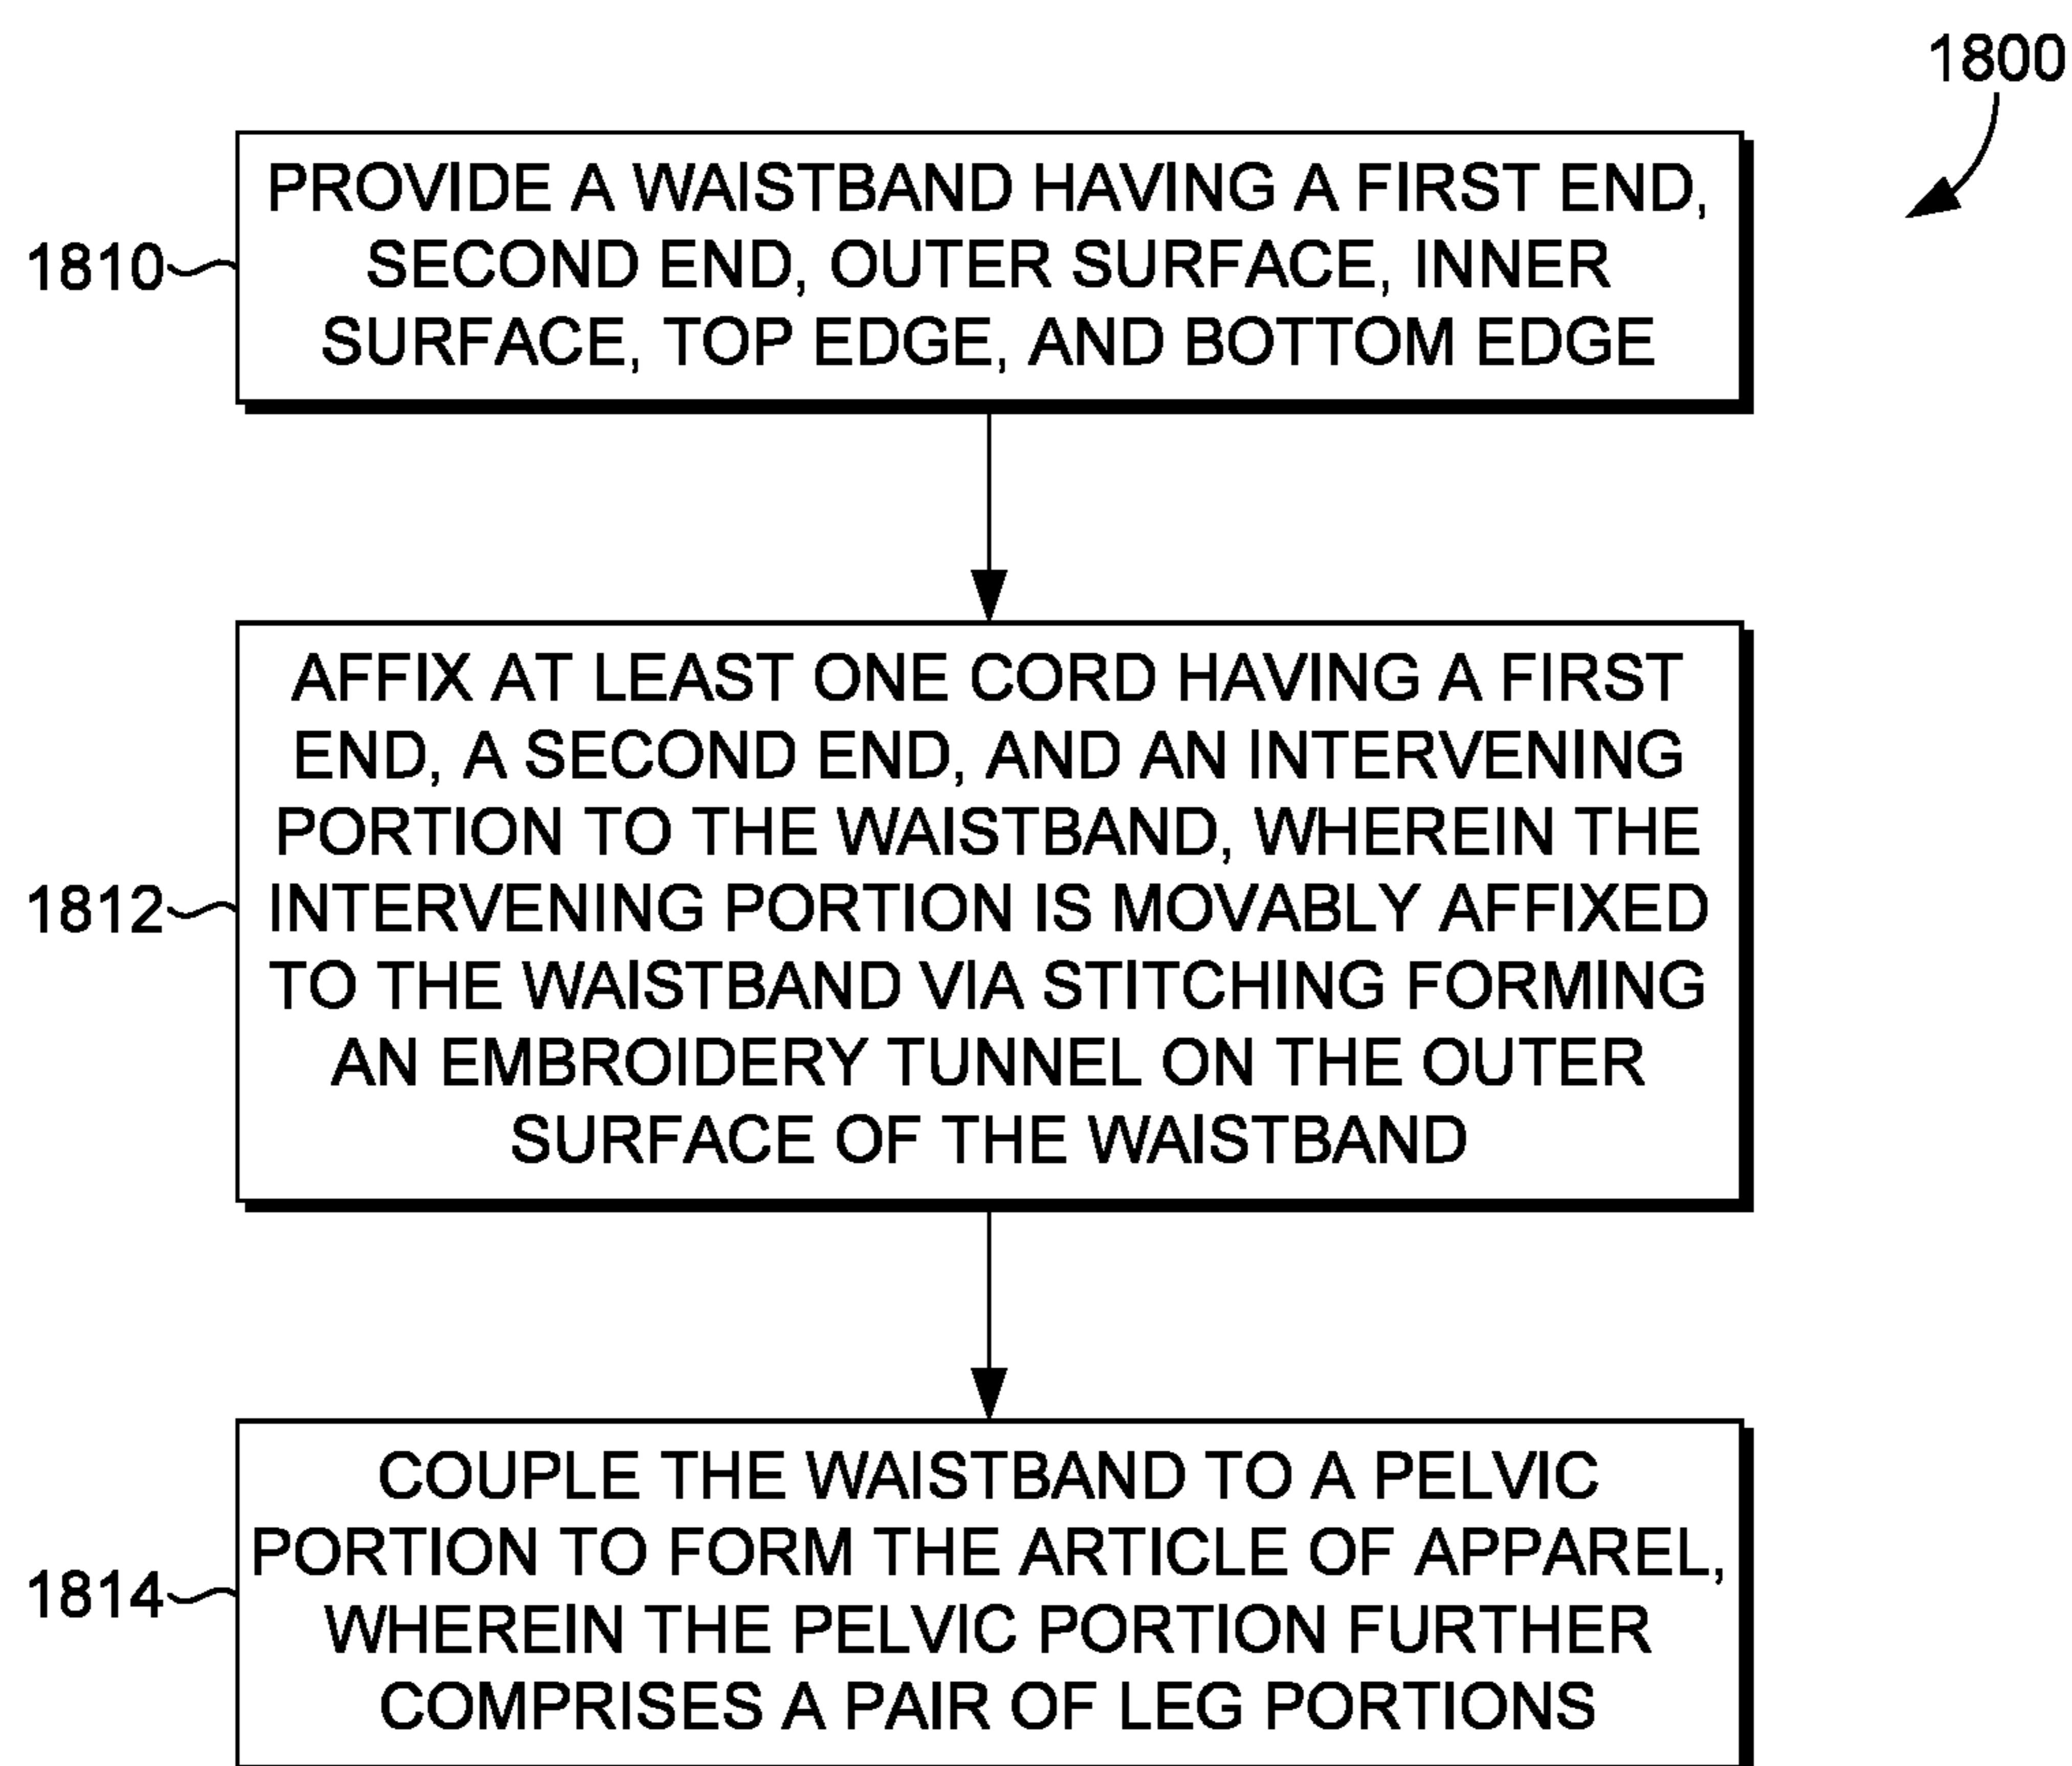 1800
PROVIDE A WAISTBAND HAVING A FIRST END,
SECOND END, OUTER SURFACE, INNER
SURFACE, TOP EDGE, AND BOTTOM EDGE
1810
AFFIX AT LEAST ONE CORD HAVING A FIRST
END, A SECOND END, AND AN INTERVENING
PORTION TO THE WAISTBAND, WHEREIN THE
INTERVENING PORTION IS MOVABLY AFFIXED
TO THE WAISTBAND VIA STITCHING FORMING
AN EMBROIDERY TUNNEL ON THE OUTER
SURFACE OF THE WAISTBAND
1812
COUPLE THE WAISTBAND TO A PELVIC
PORTION TO FORM THE ARTICLE OF APPAREL,
WHEREIN THE PELVIC PORTION FURTHER
COMPRISES A PAIR OF LEG PORTIONS
1814